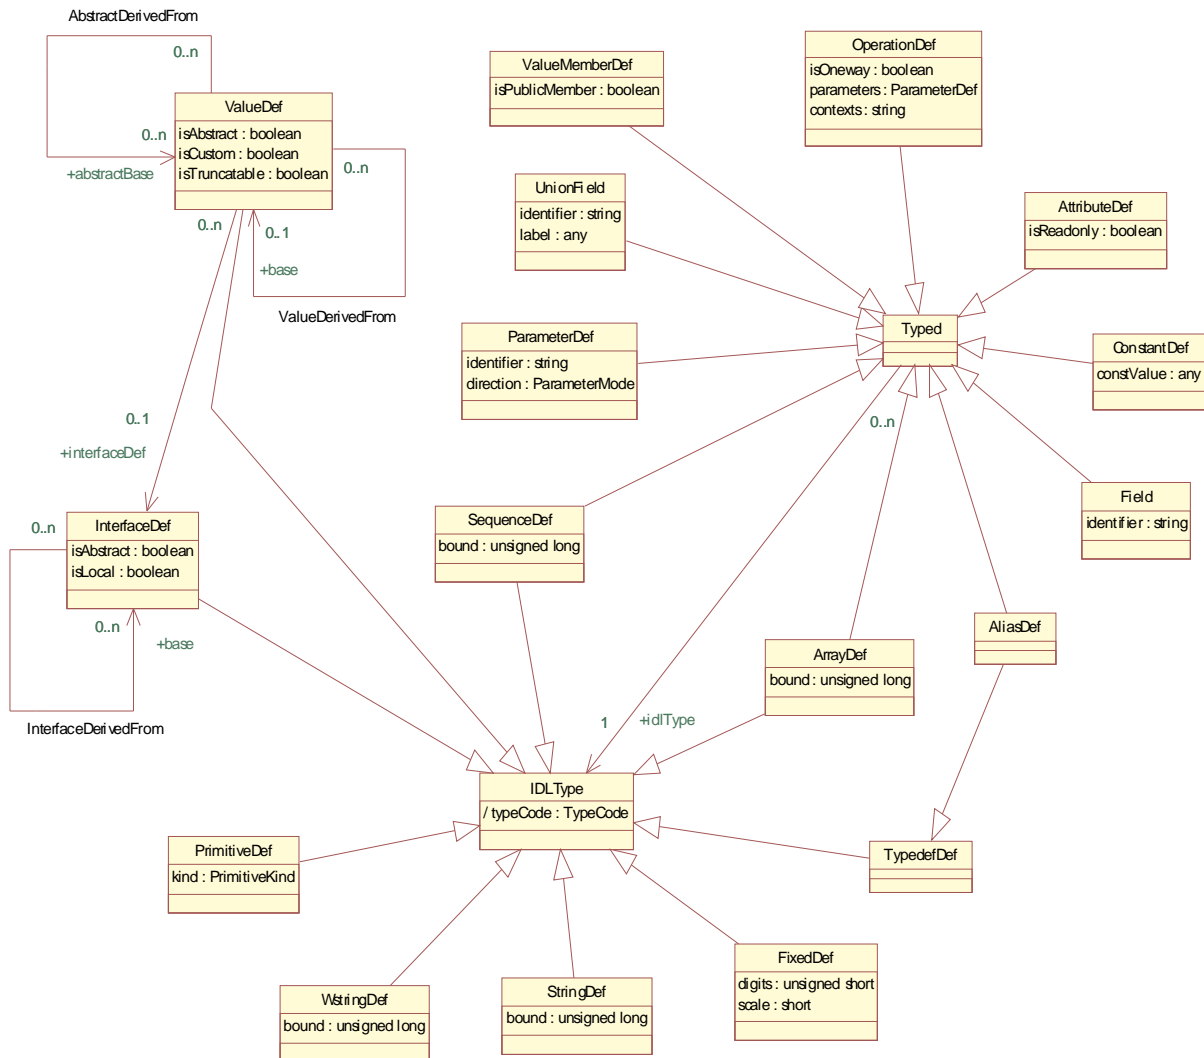 AbstractDerivedFrom
0..n
ValueDef
isAbstract : boolean
isCustom : boolean
isTruncatable : boolean
0..n
+abstractBase
0..n
0..n
0..1
+base
ValueDerivedFrom
0..1
+interfaceDef
ValueMemberDef
isPublicMember : boolean
OperationDef
isOneway : boolean
parameters : ParameterDef
contexts : string
UnionField
identifier : string
label : any
AttributeDef
isReadonly : boolean
ParameterDef
identifier : string
direction : ParameterMode
Typed
ConstantDef
constValue : any
0..n
Field
identifier : string
InterfaceDef
isAbstract : boolean
isLocal : boolean
0..n
0..n
+base
InterfaceDerivedFrom
SequenceDef
bound : unsigned long
ArrayDef
bound : unsigned long
AliasDef
1
+idlType
IDLType
/ typeCode : TypeCode
PrimitiveDef
kind : PrimitiveKind
TypedefDef
WstringDef
bound : unsigned long
StringDef
bound : unsigned long
FixedDef
digits : unsigned short
scale : short